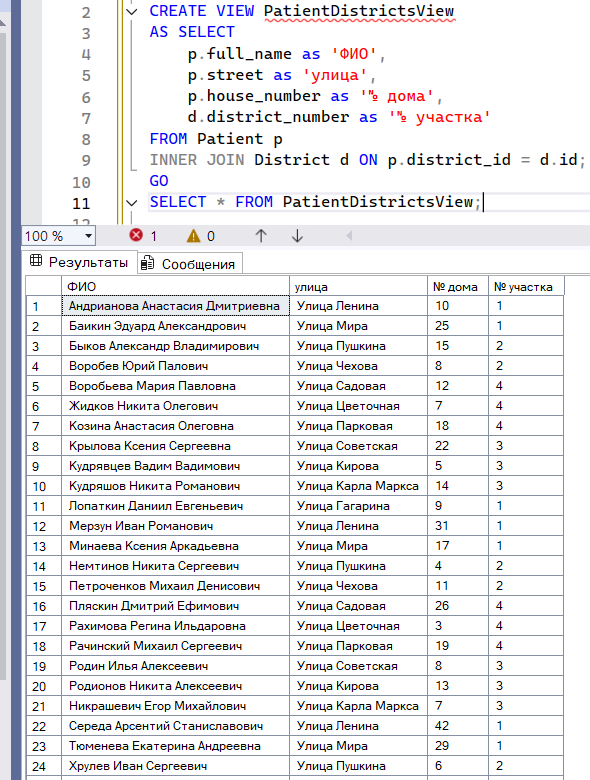 2 CREATE VIEW PatientDistrictsView
3 AS SELECT
4 p.full_name as 'ФИО',
5 p.street as 'улица',
6 p.house_number as '№ дома',
7 d.district_number as '№ участка'
8 FROM Patient p
9 INNER JOIN District d ON p.district_id = d.id;
10 GO
11 SELECT * FROM PatientDistrictsView;
12
100 % 1 0
Результаты Сообщения
ФИО улица № дома № участка
1 Андрианова Анастасия Дмитриевна Улица Ленина 10 1
2 Баикин Эдуард Александрович Улица Мира 25 1
3 Быков Александр Владимирович Улица Пушкина 15 2
4 Воробев Юрий Палович Улица Чехова 8 2
5 Воробьева Мария Павловна Улица Садовая 12 4
6 Жидков Никита Олегович Улица Цветочная 7 4
7 Козина Анастасия Олеговна Улица Парковая 18 4
8 Крылова Ксения Сергеевна Улица Советская 22 3
9 Кудрявцев Вадим Вадимович Улица Кирова 5 3
10 Кудряшов Никита Романович Улица Карла Маркса 14 3
11 Лопаткин Даниил Евгеньевич Улица Гагарина 9 1
12 Мерзун Иван Романович Улица Ленина 31 1
13 Минаева Ксения Аркадьевна Улица Мира 17 1
14 Немтинов Никита Сергеевич Улица Пушкина 4 2
15 Петроченков Михаил Денисович Улица Чехова 11 2
16 Пляскин Дмитрий Ефимович Улица Садовая 26 4
17 Рахимова Регина Ильдаровна Улица Цветочная 3 4
18 Рачинский Михаил Сергеевич Улица Парковая 19 4
19 Родин Илья Алексеевич Улица Советская 8 3
20 Родионов Никита Алексеевич Улица Кирова 13 3
21 Никрашевич Егор Михайлович Улица Карла Маркса 7 3
22 Середа Арсентий Станиславович Улица Ленина 42 1
23 Тюменева Екатерина Андреевна Улица Мира 29 1
24 Хрулев Иван Сергеевич Улица Пушкина 6 2